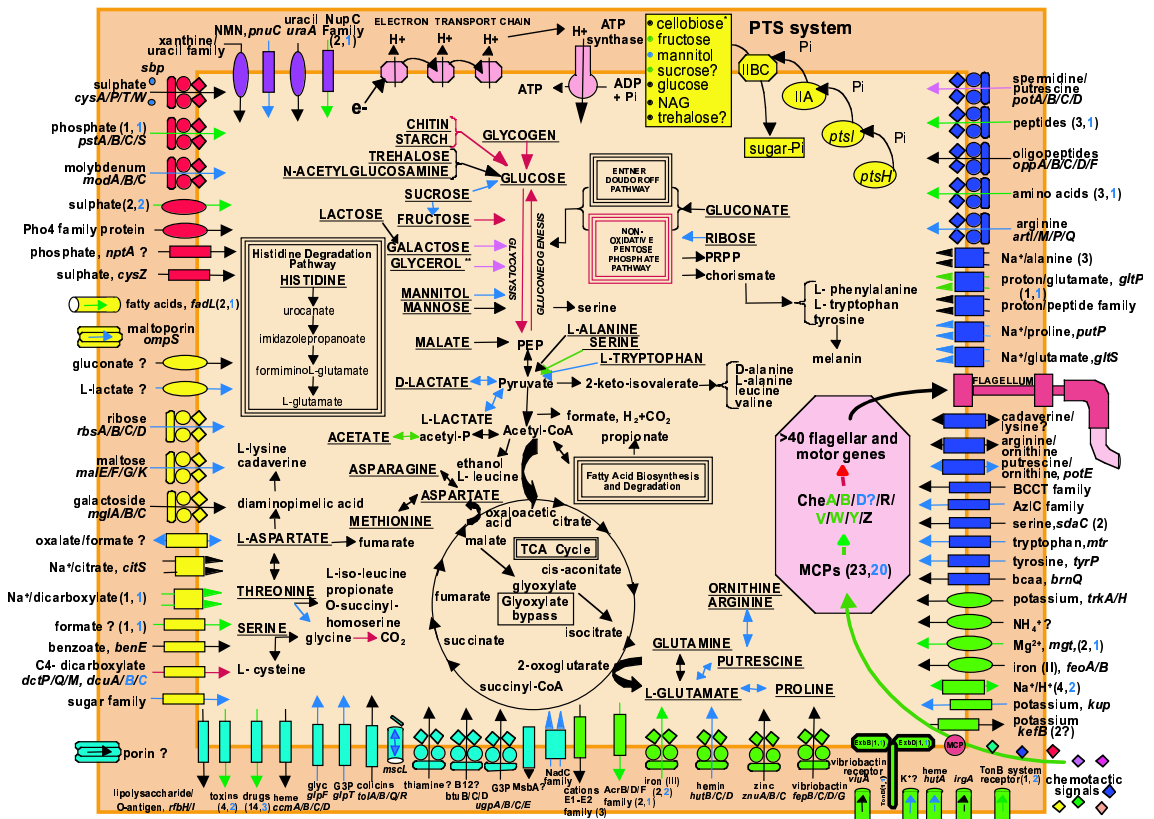 uracil NupC
NMN, pnuC uraA Family
(2,1)
xanthine/
uracil family
ELECTRON TRANSPORT CHAIN
H+ H+ H+ H+
ATP
synthase
ATP
ADP
+ Pi
e-
cellobiose*
fructose
mannitol
sucrose?
glucose
NAG
trehalose?
PTS system
Pi
IIBC
IIA
Pi
ptsI
Pi
ptsH
sugar-Pi
sbp
sulphate
cysA/P/T/W
phosphate (1, 1)
pstA/B/C/S
molybdenum
modA/B/C
sulphate(2,2)
Pho4 family protein
phosphate, nptA ?
sulphate, cysZ
fatty acids, fadL(2,1)
maltoporin
ompS
gluconate ?
L-lactate ?
ribose
rbsA/B/C/D
maltose
malE/F/G/K
galactoside
mglA/B/C
oxalate/formate ?
Na+/citrate, citS
Na+/dicarboxylate (1,1)
formate ? (1, 1)
benzoate, benE
C4- dicarboxylate
dctP/Q/M, dcuA/B/C
sugar family
porin ?
CHITIN
STARCH
GLYCOGEN
TREHALOSE
N-ACETYLGLUCOSAMINE
GLUCOSE
SUCROSE
LACTOSE
FRUCTOSE
GALACTOSE
GLYCEROL **
MANNITOL
MANNOSE
MALATE
GLYCOLYSIS
GLUCONEOGENESIS
ENTNER
DOUDOROFF
PATHWAY
NON-
OXIDATIVE
PENTOSE
PHOSPHATE
PATHWAY
GLUCONATE
RIBOSE
PRPP
chorismate
L- phenylalanine
L- tryptophan
tyrosine
melanin
serine
PEP
L-ALANINE
SERINE
L-TRYPTOPHAN
D-LACTATE
Pyruvate
2-keto-isovalerate
D-alanine
L-alanine
leucine
valine
L-LACTATE
ACETATE
acetyl-P
Acetyl-CoA
formate, H2+CO2
propionate
ethanol
L- leucine
Fatty Acid Biosynthesis
and Degradation
Histidine Degradation
Pathway
HISTIDINE
urocanate
imidazolepropanoate
formiminoL-glutamate
L-glutamate
L-lysine
cadaverine
diaminopimelic acid
ASPARAGINE
ASPARTATE
METHIONINE
L-ASPARTATE
fumarate
THREONINE
L-iso-leucine
propionate
O-succinyl-
homoserine
SERINE
glycine
CO2
L- cysteine
oxaloacetic
acid
citrate
malate
TCA Cycle
cis-aconitate
glyoxylate
Glyoxylate
bypass
isocitrate
fumarate
succinate
2-oxoglutarate
succinyl-CoA
ORNITHINE
ARGININE
GLUTAMINE
PUTRESCINE
L-GLUTAMATE
PROLINE
>40 flagellar and
motor genes
CheA/B/D?/R/
V/W/Y/Z
MCPs (23,20)
FLAGELLUM
spermidine/
putrescine
potA/B/C/D
peptides (3,1)
oligopeptides
oppA/B/C/D/F
amino acids (3,1)
arginine
artI/M/P/Q
Na+/alanine (3)
proton/glutamate, gltP
(1,1)
proton/peptide family
Na+/proline, putP
Na+/glutamate, gltS
cadaverine/
lysine?
arginine/
ornithine
putrescine/
ornithine, potE
BCCT family
AzlC family
serine,sdaC (2)
tryptophan,mtr
tyrosine, tyrP
bcaa, brnQ
potassium, trkA/H
NH4+?
Mg2+, mgt,(2,1)
iron (II), feoA/B
Na+/H+(4,2)
potassium, kup
potassium
kefB (2?)
lipolysaccharide/
O-antigen, rfbH/I
toxins
(4,2)
drugs
(14,3)
heme
ccmA/B/C/D
glyc
glpF
G3P
glpT
colicins
tolA/B/Q/R
mscL
thiamine?
B12?
btuB/C/D
G3P
ugpA/B/C/E
MsbA?
NadC
family
cations
E1-E2
family (3)
AcrB/D/F
family (2,1)
iron (III)
(2,2)
hemin
hutB/C/D
zinc
znuA/B/C
vibriobactin
fepB/C/D/G
vibriobactin
receptor
viuA
ExbB(1,1)
ExbD(1,1)
TonB(1,1)
MCP
K+?
heme
hutA
irgA
TonB system
receptor(1,2)
chemotactic
signals